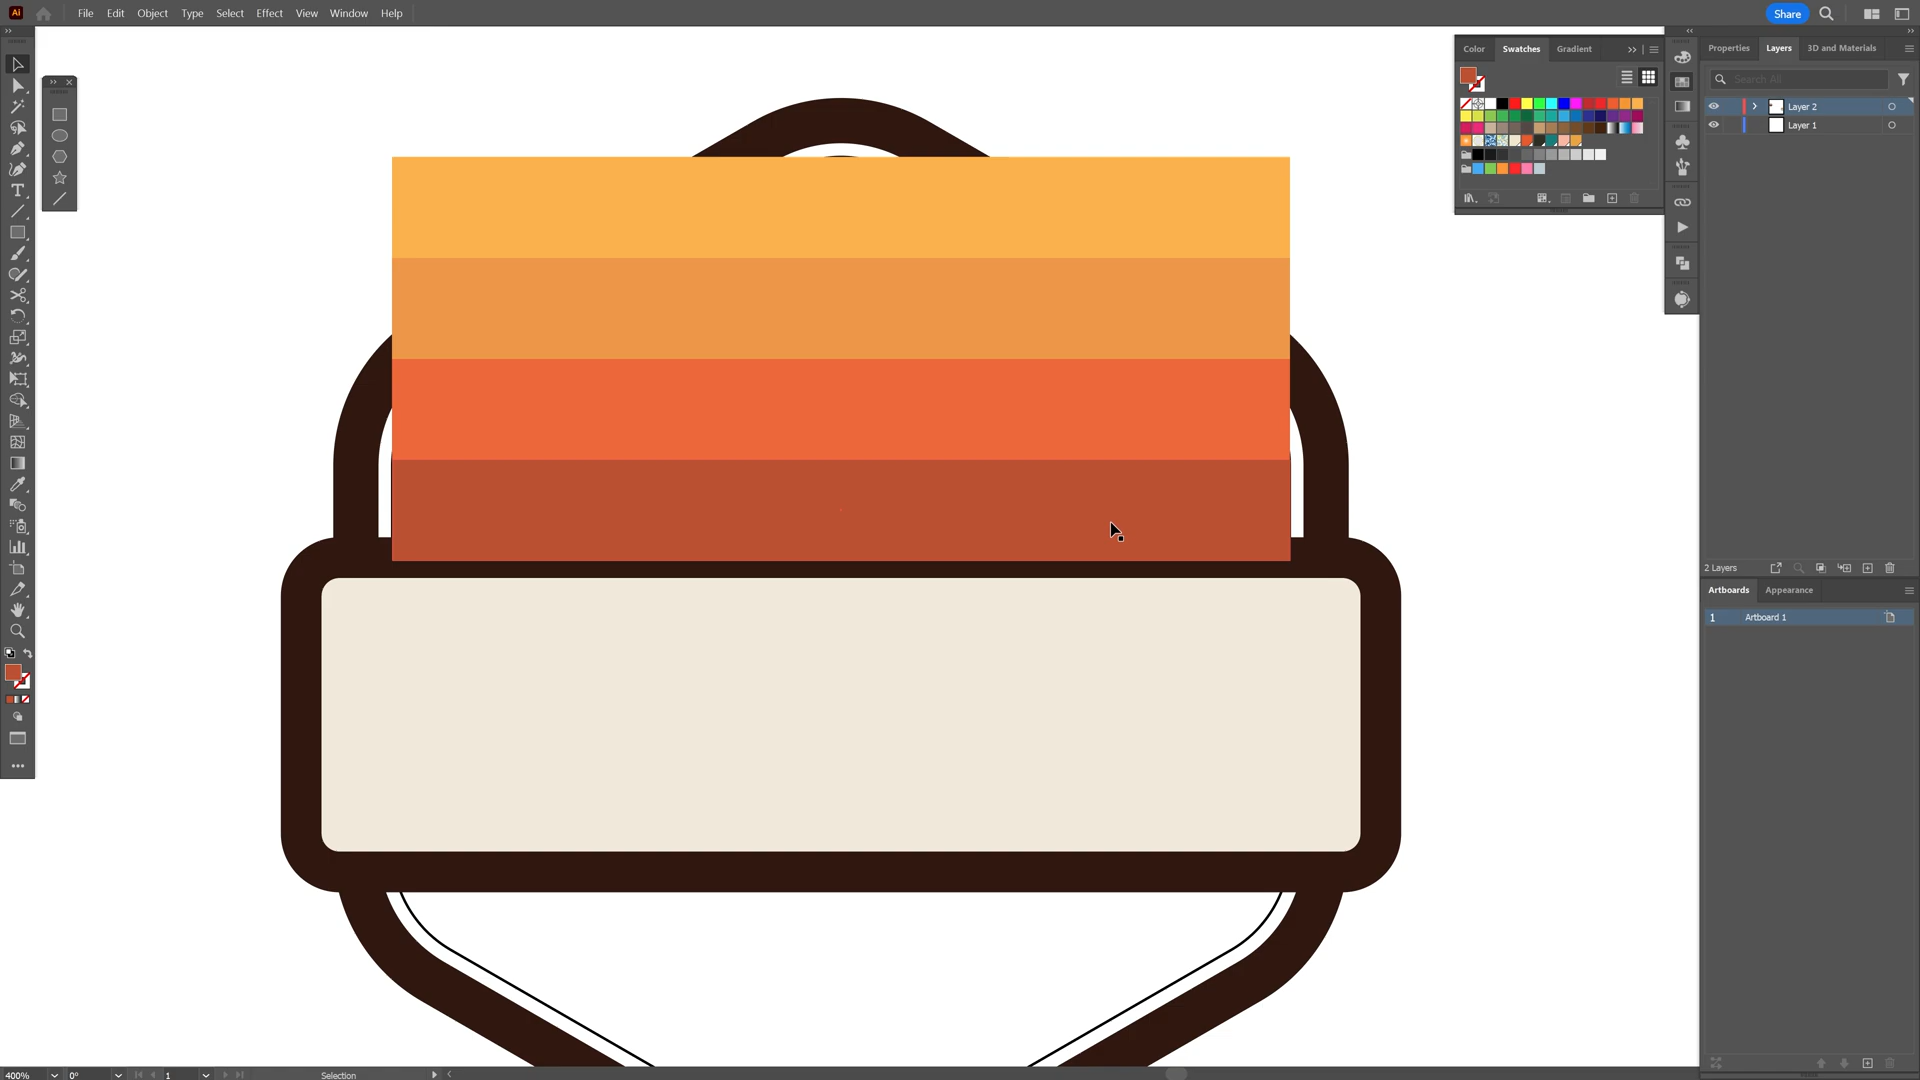 Ai File Edit Object Type Select Effect View Window Help Share
Color Swatches Gradient
Properties Layers 3D and Materials
Search All
Layer 2
Layer 1
2 Layers
Artboards Appearance
1 Artboard 1
400% 0° 1 Selection